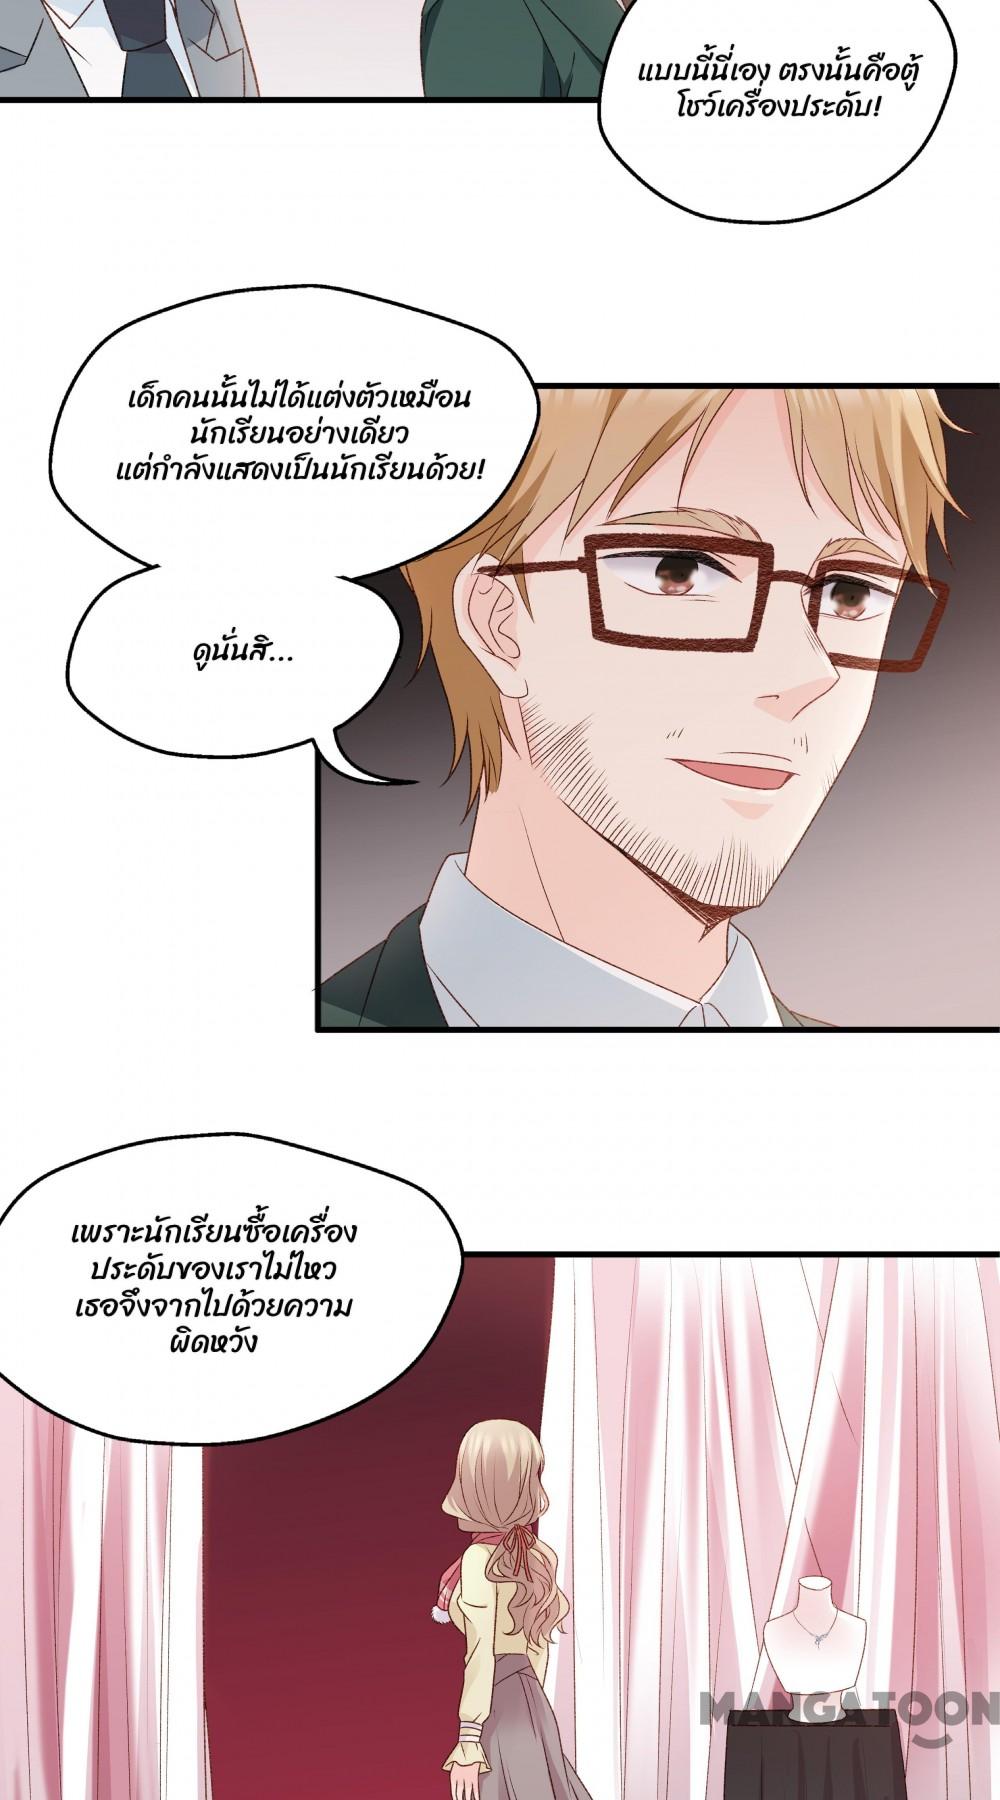 แบบนี้นี่เอง ตรงนั้นคือตู้
โชว์เครื่องประดับ!
เด็กคนนั้นไม่ได้แต่งตัวเหมือน
นักเรียนอย่างเดียว
แต่กำลังแสดงเป็นนักเรียนด้วย!
ดูนั่นสิ...
เพราะนักเรียนซื้อเครื่อง
ประดับของเราไม่ไหว
เธอจึงจากไปด้วยความ
ผิดหวัง
MANGATOON